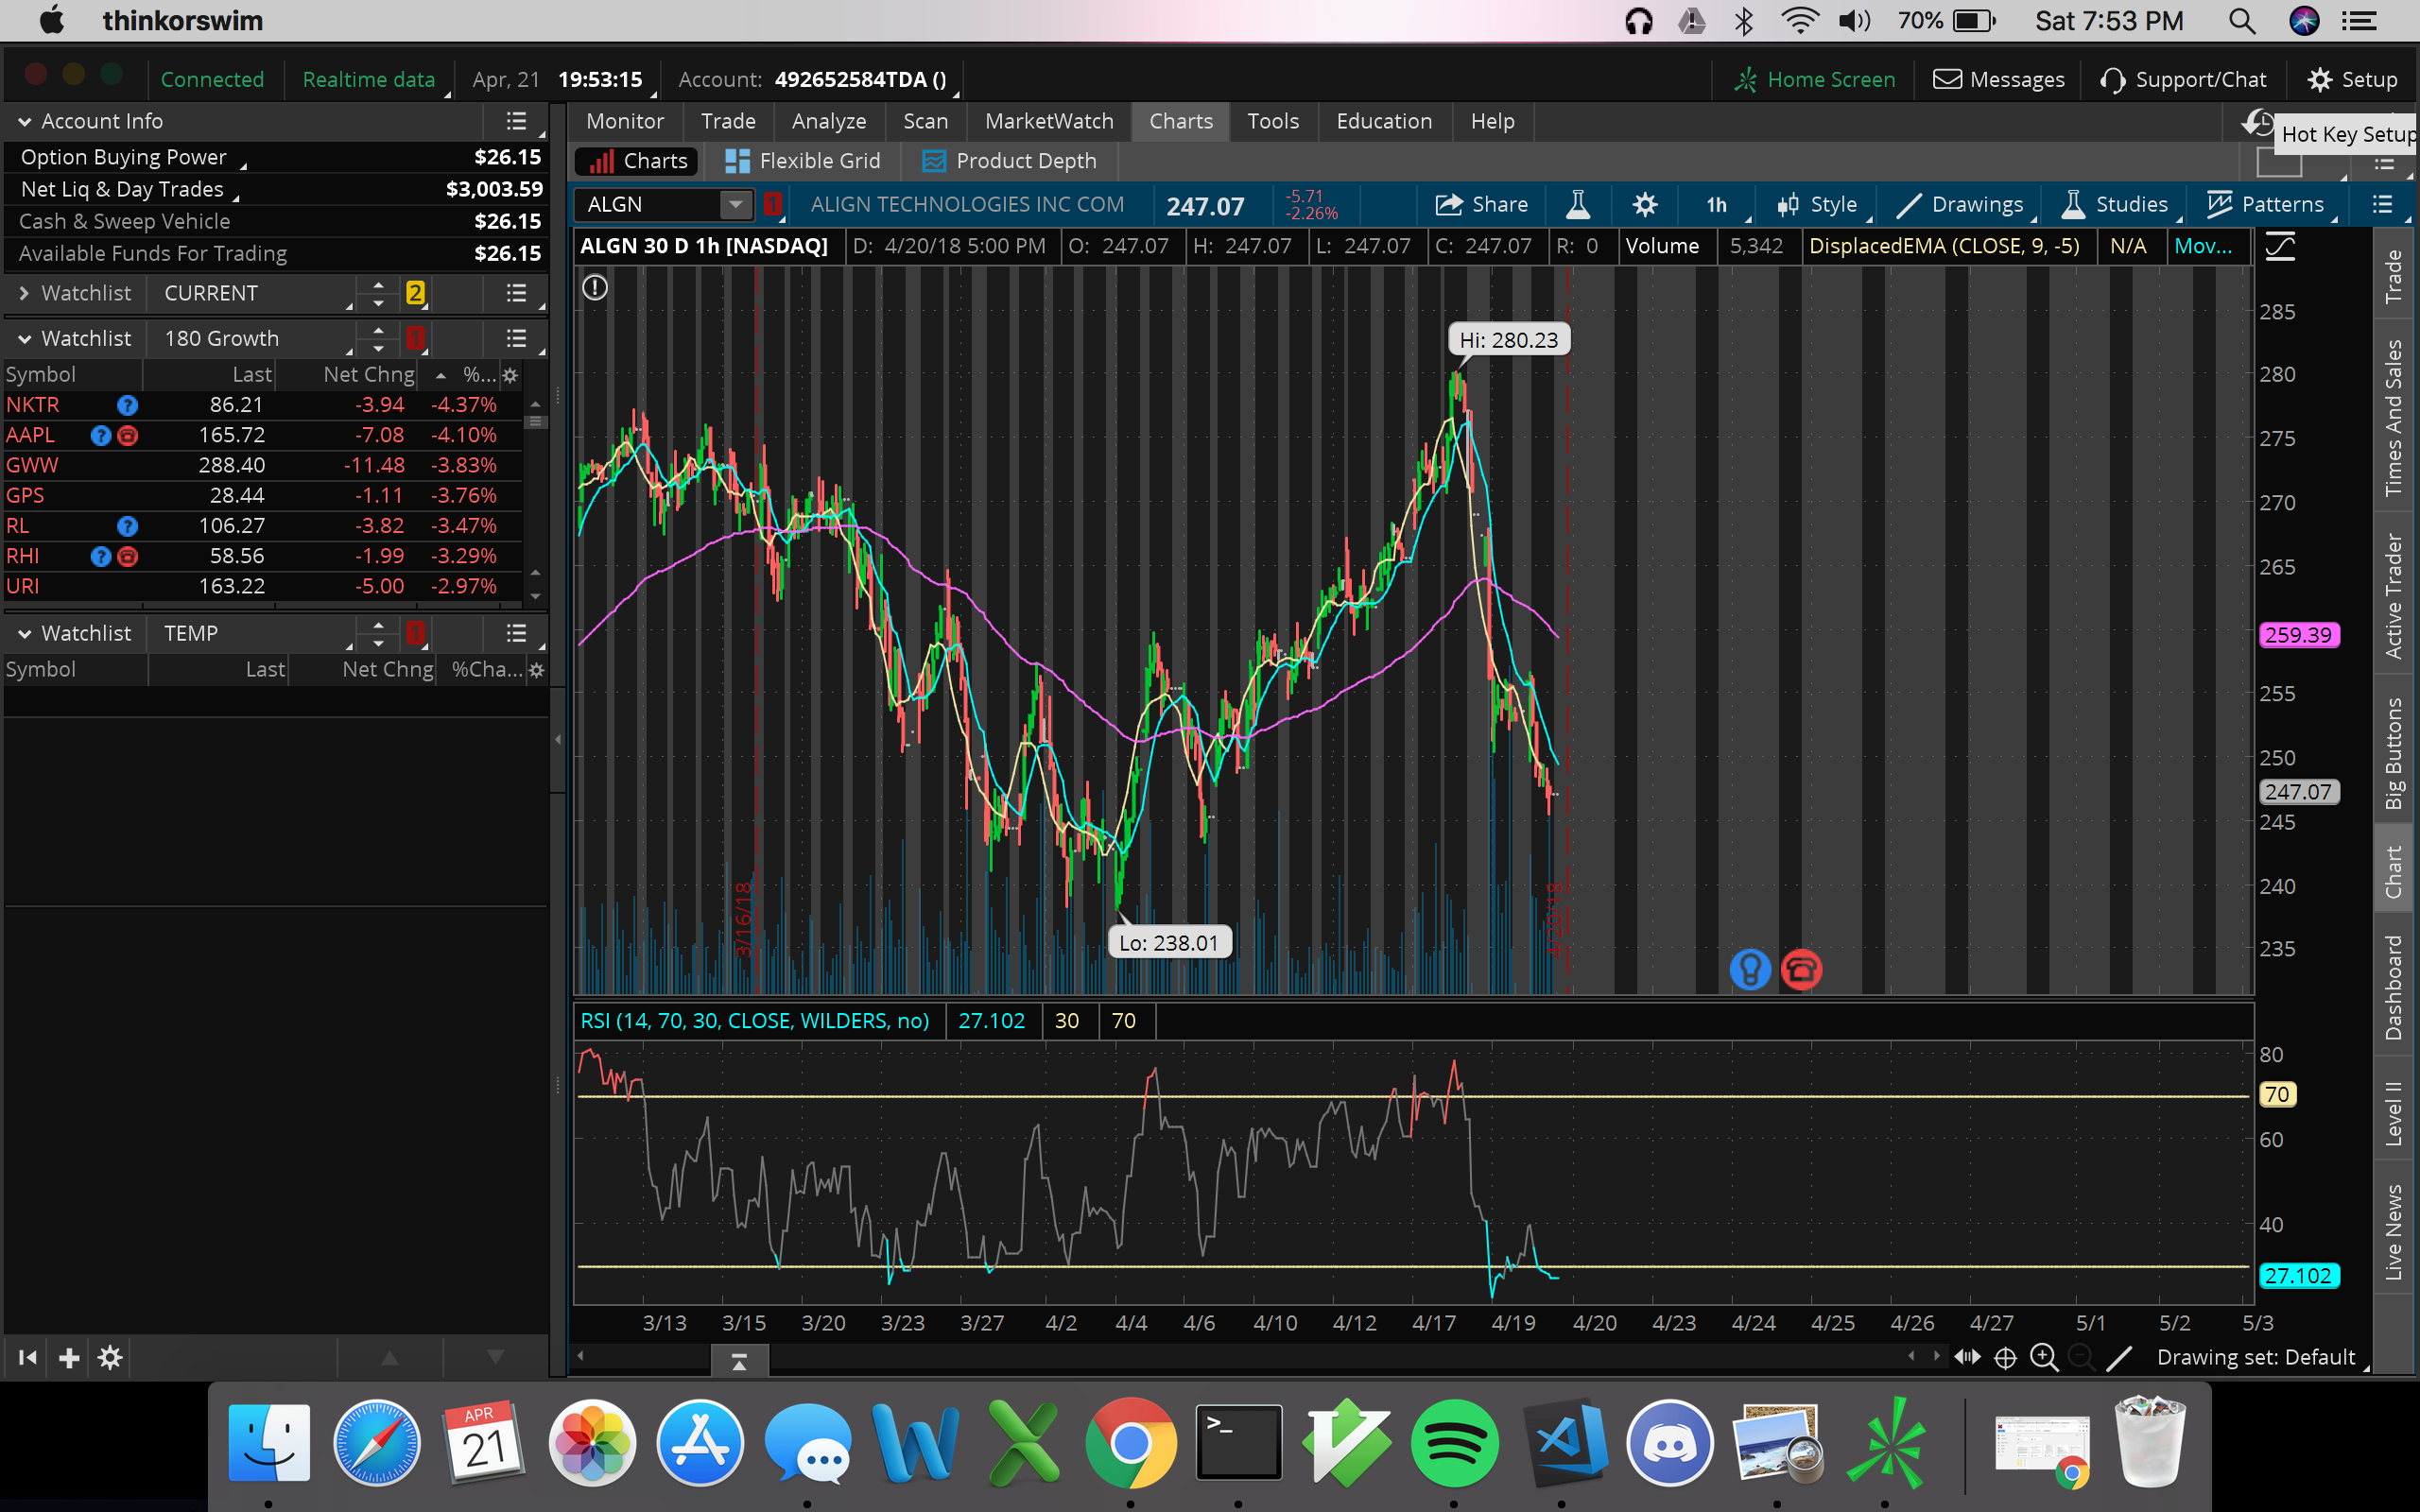 thinkorswim 70% Sat 7:53 PM
Connected Realtime data Apr, 21 19:53:15 Account: 492652584TDA () Home Screen Messages Support/Chat Setup
Account Info
Option Buying Power $26.15
Net Liq & Day Trades $3,003.59
Cash & Sweep Vehicle $26.15
Available Funds For Trading $26.15
Watchlist CURRENT 2
Watchlist 180 Growth 1
Symbol Last Net Chng %...
NKTR ? 86.21 -3.94 -4.37%
AAPL ? 165.72 -7.08 -4.10%
GWW 288.40 -11.48 -3.83%
GPS 28.44 -1.11 -3.76%
RL ? 106.27 -3.82 -3.47%
RHI ? 58.56 -1.99 -3.29%
URI 163.22 -5.00 -2.97%
Watchlist TEMP 1
Symbol Last Net Chng %Cha...
Monitor Trade Analyze Scan MarketWatch Charts Tools Education Help
Hot Key Setup
Charts Flexible Grid Product Depth
ALGN 1 ALIGN TECHNOLOGIES INC COM 247.07 -5.71 -2.26% Share 1h Style Drawings Studies Patterns
ALGN 30 D 1h [NASDAQ] D: 4/20/18 5:00 PM O: 247.07 H: 247.07 L: 247.07 C: 247.07 R: 0 Volume 5,342 DisplacedEMA (CLOSE, 9, -5) N/A Mov...
Hi: 280.23
Lo: 238.01
3/16/18
4/20/18
285
280
275
270
265
259.39
255
250
247.07
245
240
235
RSI (14, 70, 30, CLOSE, WILDERS, no) 27.102 30 70
80
70
60
40
27.102
3/13 3/15 3/20 3/23 3/27 4/2 4/4 4/6 4/10 4/12 4/17 4/19 4/20 4/23 4/24 4/25 4/26 4/27 5/1 5/2 5/3
Drawing set: Default
Trade
Times And Sales
Active Trader
Big Buttons
Chart
Dashboard
Level II
Live News
APR
21